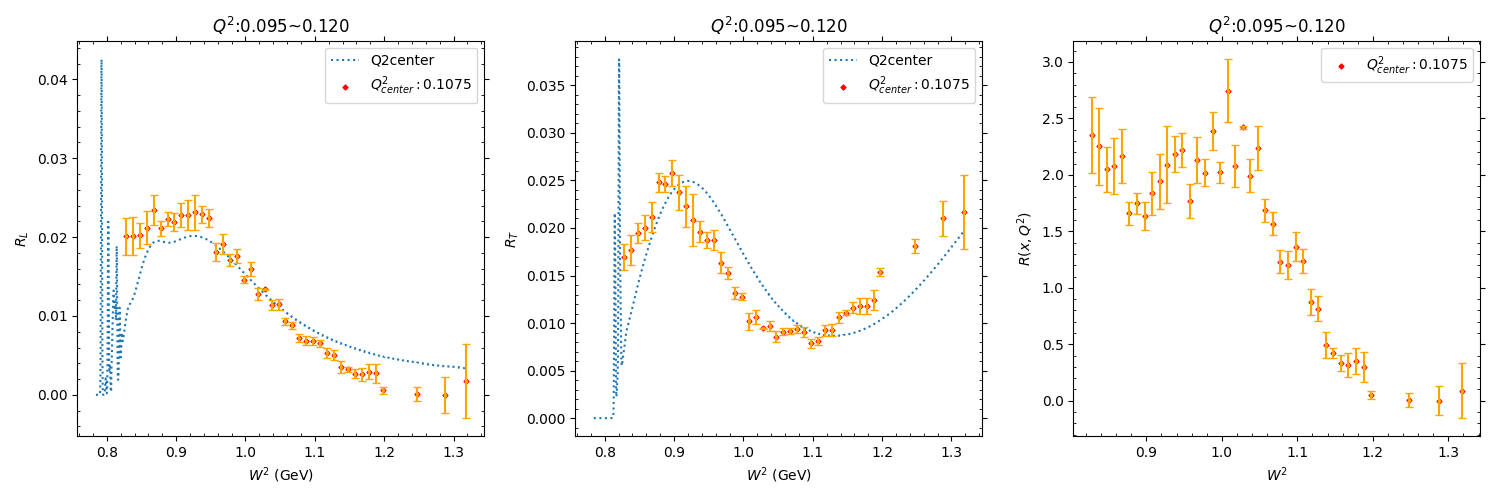 Q²:0.095~0.120
Q2center
Q²center:0.1075
R_L
0.04
0.03
0.02
0.01
0.00
0.8 0.9 1.0 1.1 1.2 1.3
W² (GeV)
Q²:0.095~0.120
Q2center
Q²center:0.1075
R_T
0.035
0.030
0.025
0.020
0.015
0.010
0.005
0.000
0.8 0.9 1.0 1.1 1.2 1.3
W² (GeV)
Q²:0.095~0.120
Q²center:0.1075
R(x, Q²)
3.0
2.5
2.0
1.5
1.0
0.5
0.0
0.9 1.0 1.1 1.2 1.3
W²